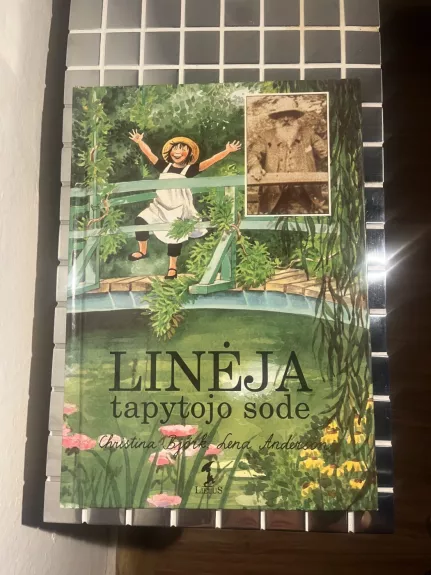 LINĖJA
tapytojo sode
Christina Björk Lena Anderson